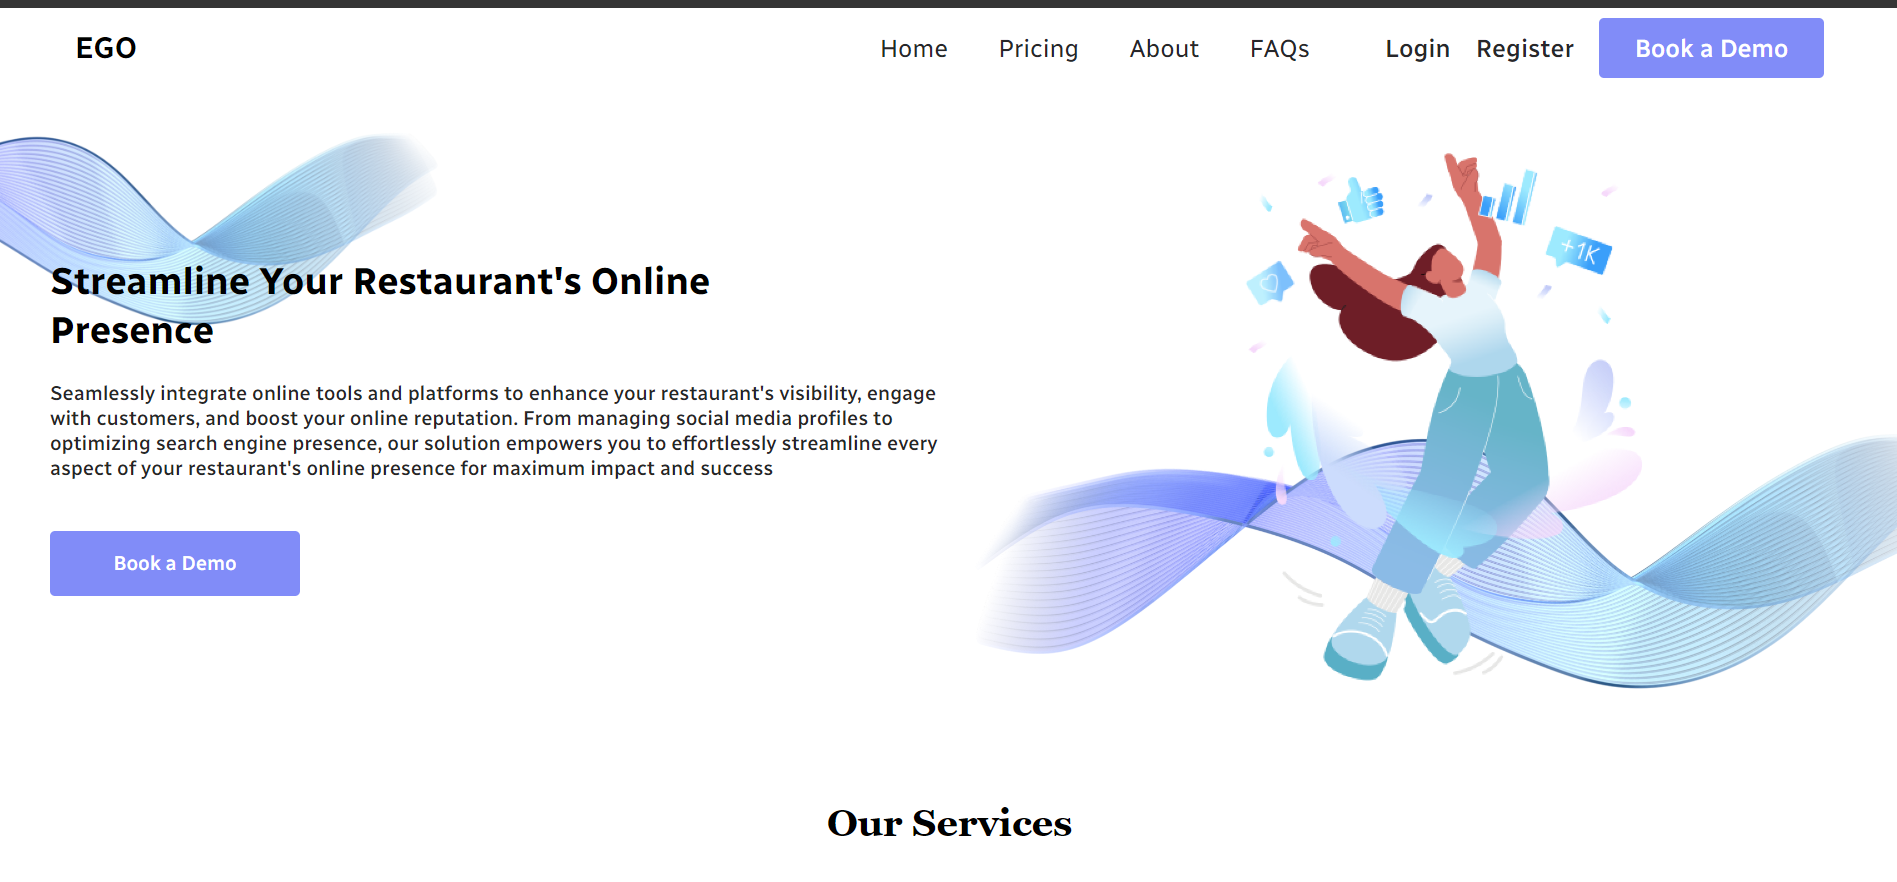 EGO
Home Pricing About FAQs Login Register Book a Demo
+1K
Streamline Your Restaurant's Online
Presence
Seamlessly integrate online tools and platforms to enhance your restaurant's visibility, engage
with customers, and boost your online reputation. From managing social media profiles to
optimizing search engine presence, our solution empowers you to effortlessly streamline every
aspect of your restaurant's online presence for maximum impact and success
Book a Demo
Our Services